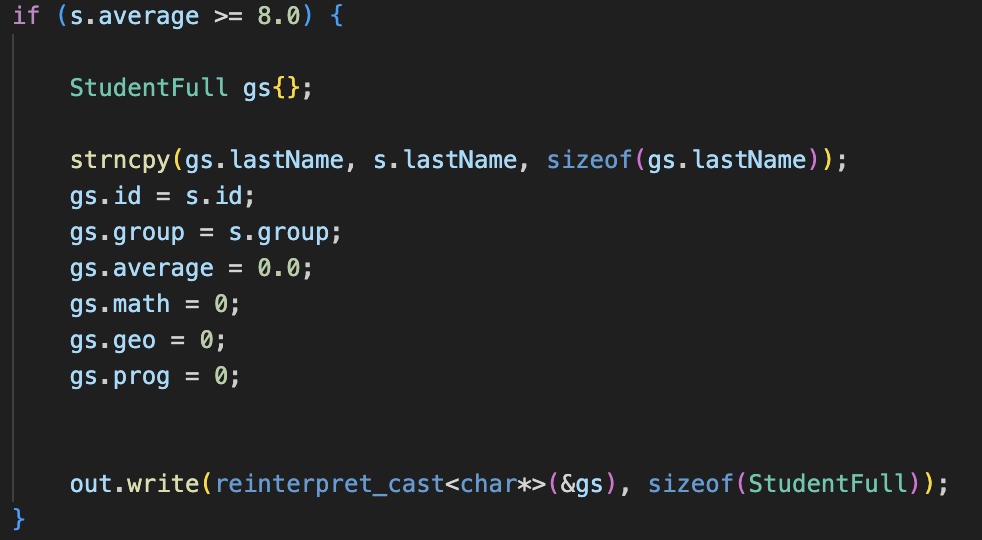 if (s.average >= 8.0) {
StudentFull gs{};
strncpy(gs.lastName, s.lastName, sizeof(gs.lastName));
gs.id = s.id;
gs.group = s.group;
gs.average = 0.0;
gs.math = 0;
gs.geo = 0;
gs.prog = 0;
out.write(reinterpret_cast<char*>(&gs), sizeof(StudentFull));
}